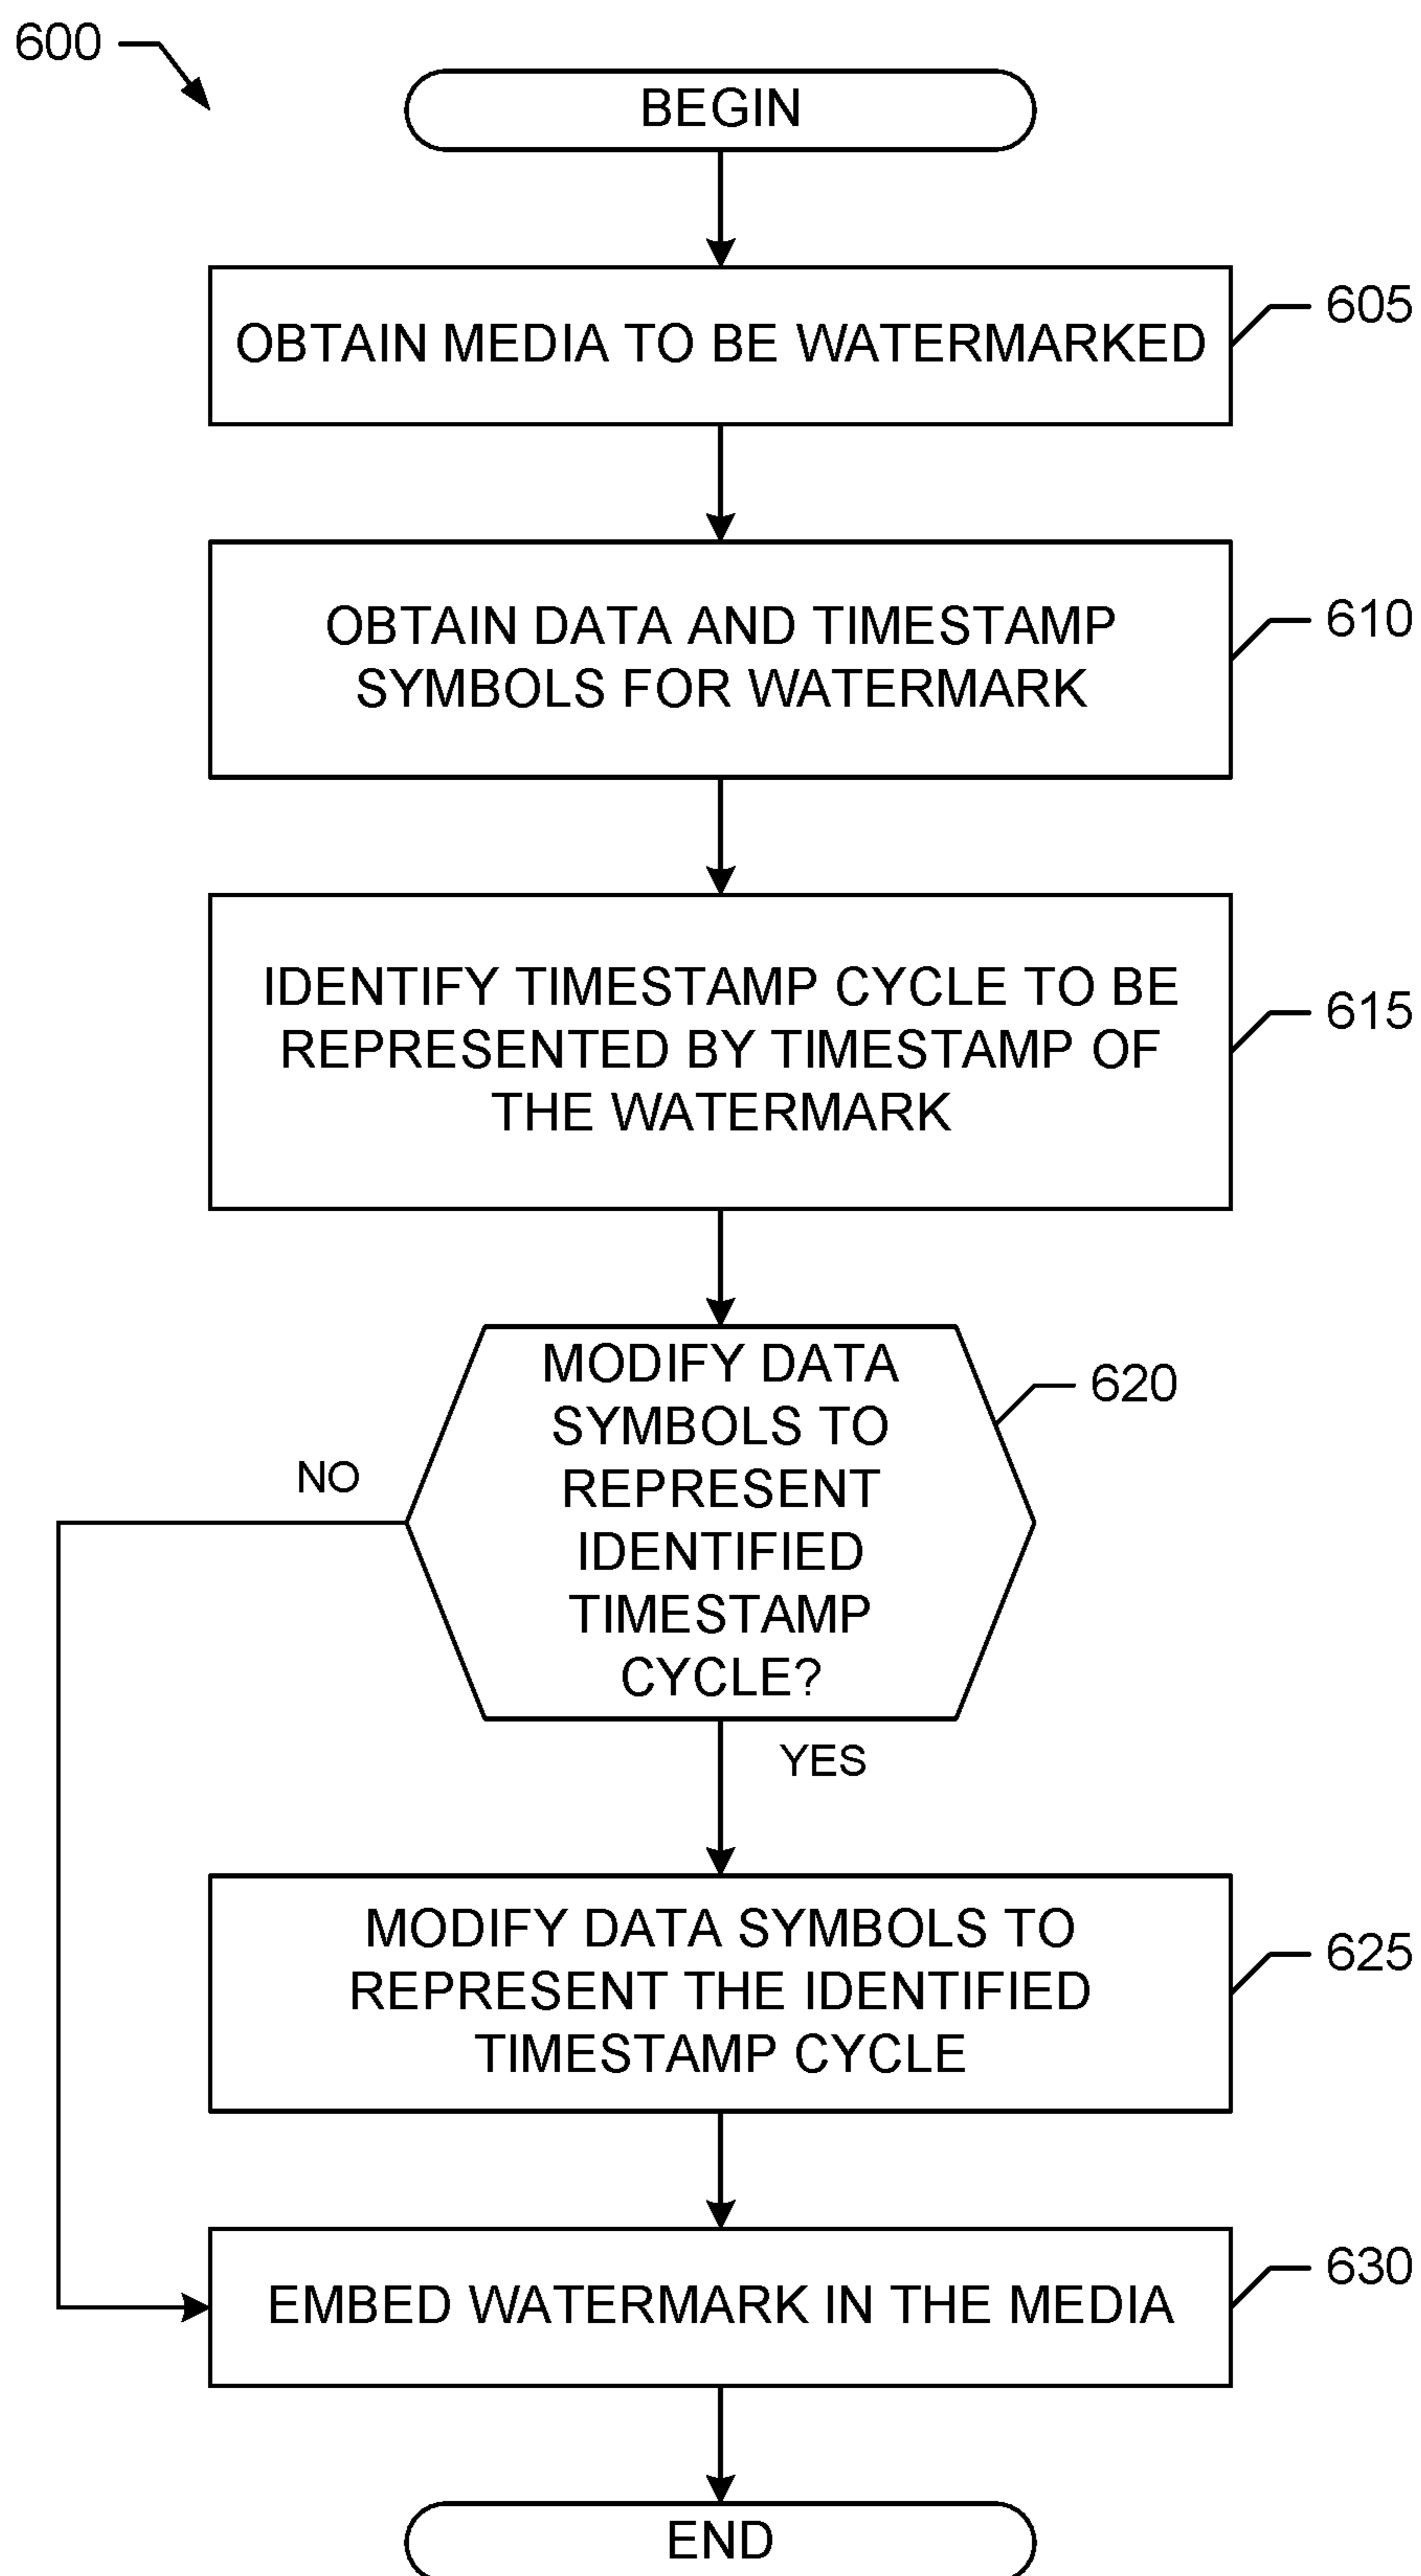 600
BEGIN
OBTAIN MEDIA TO BE WATERMARKED
605
OBTAIN DATA AND TIMESTAMP
SYMBOLS FOR WATERMARK
610
IDENTIFY TIMESTAMP CYCLE TO BE
REPRESENTED BY TIMESTAMP OF
THE WATERMARK
615
MODIFY DATA
SYMBOLS TO
REPRESENT
IDENTIFIED
TIMESTAMP
CYCLE?
620
NO
YES
MODIFY DATA SYMBOLS TO
REPRESENT THE IDENTIFIED
TIMESTAMP CYCLE
625
EMBED WATERMARK IN THE MEDIA
630
END